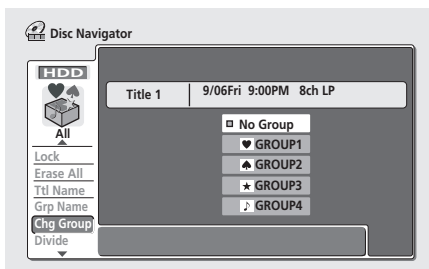 Disc Navigator
HDD
All
Lock
Erase All
Ttl Name
Grp Name
Chg Group
Divide
Title 1 9/06Fri 9:00PM 8ch LP
No Group
GROUP1
GROUP2
GROUP3
GROUP4